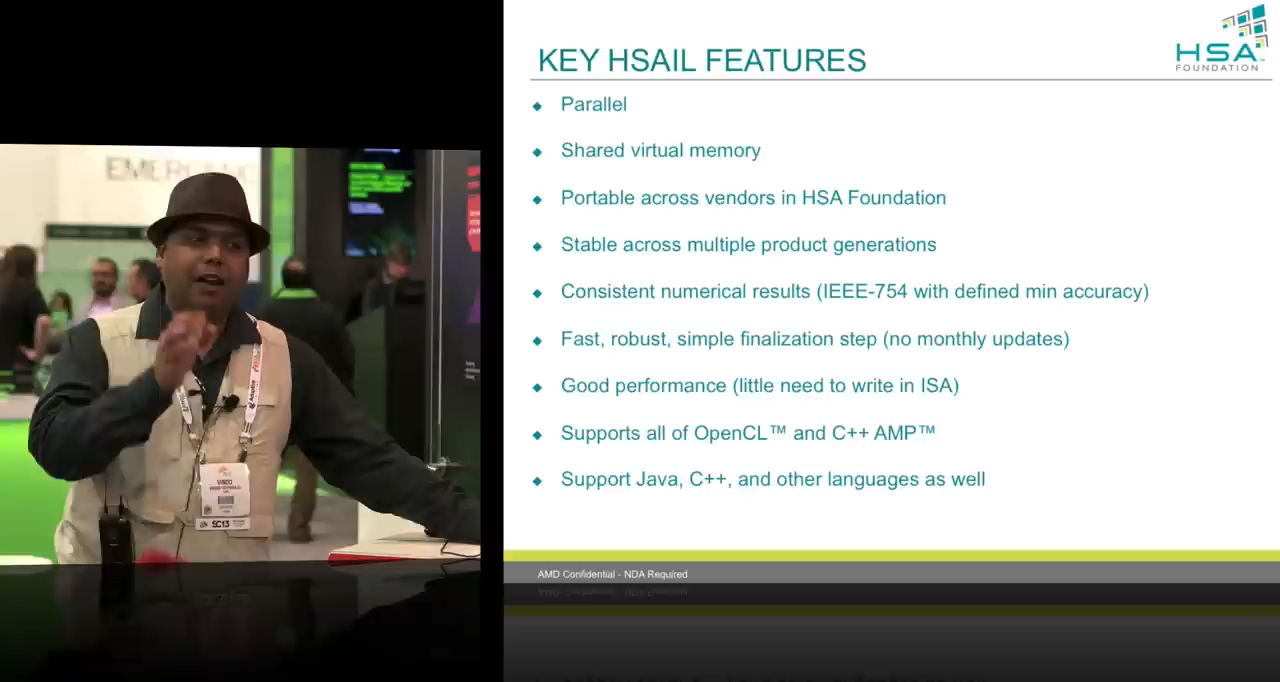 EMERGING
VINOD
SC13
KEY HSAIL FEATURES
HSA
FOUNDATION
Parallel
Shared virtual memory
Portable across vendors in HSA Foundation
Stable across multiple product generations
Consistent numerical results (IEEE-754 with defined min accuracy)
Fast, robust, simple finalization step (no monthly updates)
Good performance (little need to write in ISA)
Supports all of OpenCL™ and C++ AMP™
Support Java, C++, and other languages as well
AMD Confidential - NDA Required